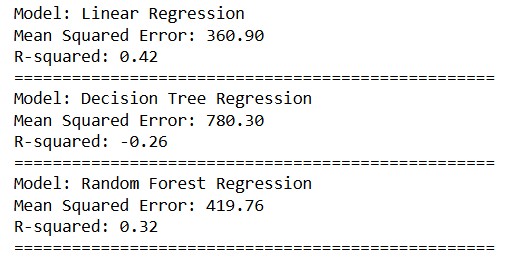 Model: Linear Regression
Mean Squared Error: 360.90
R-squared: 0.42
==================================================
Model: Decision Tree Regression
Mean Squared Error: 780.30
R-squared: -0.26
==================================================
Model: Random Forest Regression
Mean Squared Error: 419.76
R-squared: 0.32
==================================================